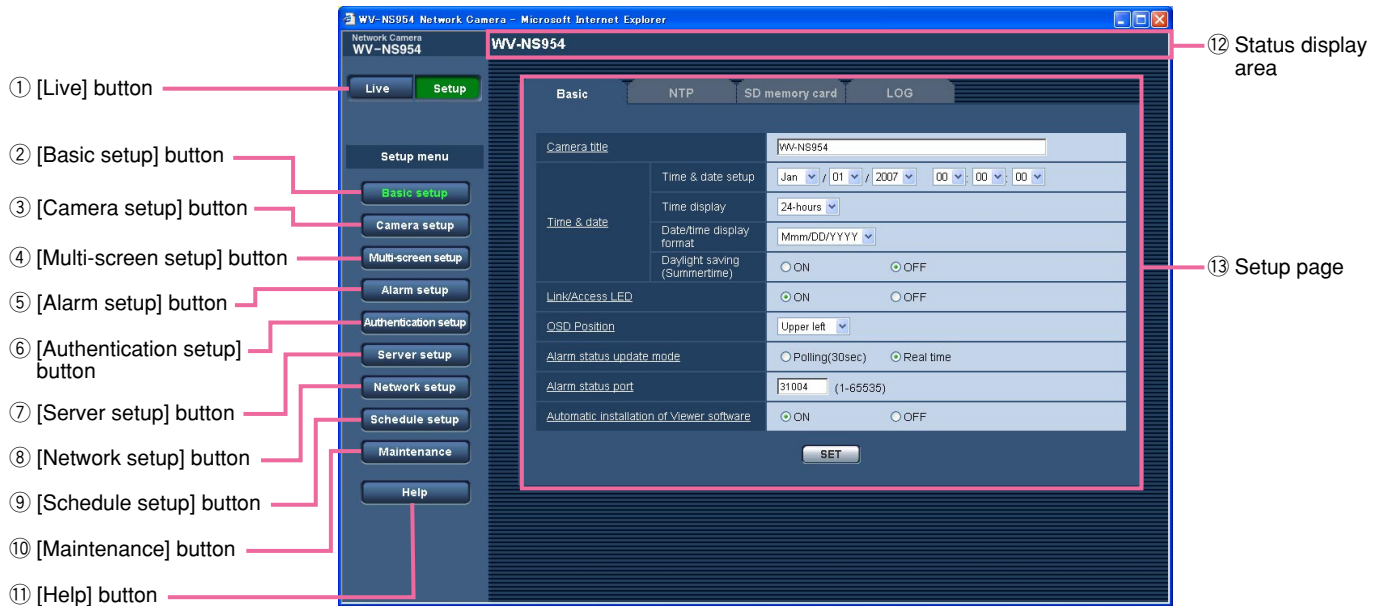 WV-NS954 Network Camera - Microsoft Internet Explorer
Network Camera
WV-NS954
WV-NS954
⑫ Status display
area
① [Live] button
Live
Setup
Basic
NTP
SD memory card
LOG
② [Basic setup] button
③ [Camera setup] button
④ [Multi-screen setup] button
⑤ [Alarm setup] button
⑥ [Authentication setup]
button
⑦ [Server setup] button
⑧ [Network setup] button
⑨ [Schedule setup] button
⑩ [Maintenance] button
⑪ [Help] button
Setup menu
Basic setup
Camera setup
Multi-screen setup
Alarm setup
Authentication setup
Server setup
Network setup
Schedule setup
Maintenance
Help
Camera title
WV-NS954
Time & date
Time & date setup
Jan / 01 / 2007 00 : 00 : 00
Time display
24-hours
Date/time display
format
Mmm/DD/YYYY
Daylight saving
(Summertime)
ON OFF
Link/Access LED
ON OFF
OSD Position
Upper left
Alarm status update mode
Polling(30sec) Real time
Alarm status port
31004 (1-65535)
Automatic installation of Viewer software
ON OFF
SET
⑬ Setup page